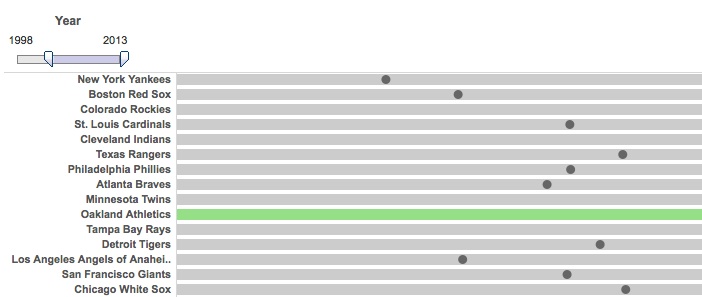 Year
1998 2013
New York Yankees
Boston Red Sox
Colorado Rockies
St. Louis Cardinals
Cleveland Indians
Texas Rangers
Philadelphia Phillies
Atlanta Braves
Minnesota Twins
Oakland Athletics
Tampa Bay Rays
Detroit Tigers
Los Angeles Angels of Anahei..
San Francisco Giants
Chicago White Sox